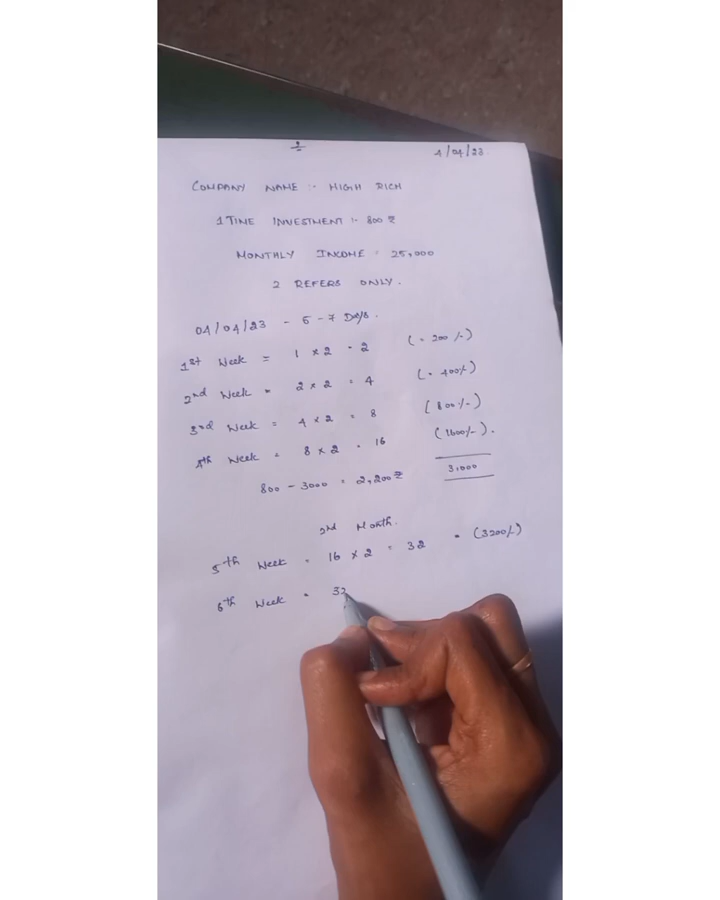 2
4/04/23
COMPANY NAME :- HIGH RICH
1 TIME INVESTMENT :- 800 ₹
MONTHLY INCOME : 25,000
2 REFERS ONLY.
04/04/23 - 6 - 7 Days.
1st Week = 1 x 2 = 2 (= 200/-)
2nd Week = 2 x 2 = 4 (= 400/-)
3rd Week = 4 x 2 = 8 (800/-)
4th Week = 8 x 2 = 16 (1600/-).
3,000
800 - 3000 = 2,200₹
2nd Month.
5th Week = 16 x 2 = 32 = (3200/-)
6th Week = 32